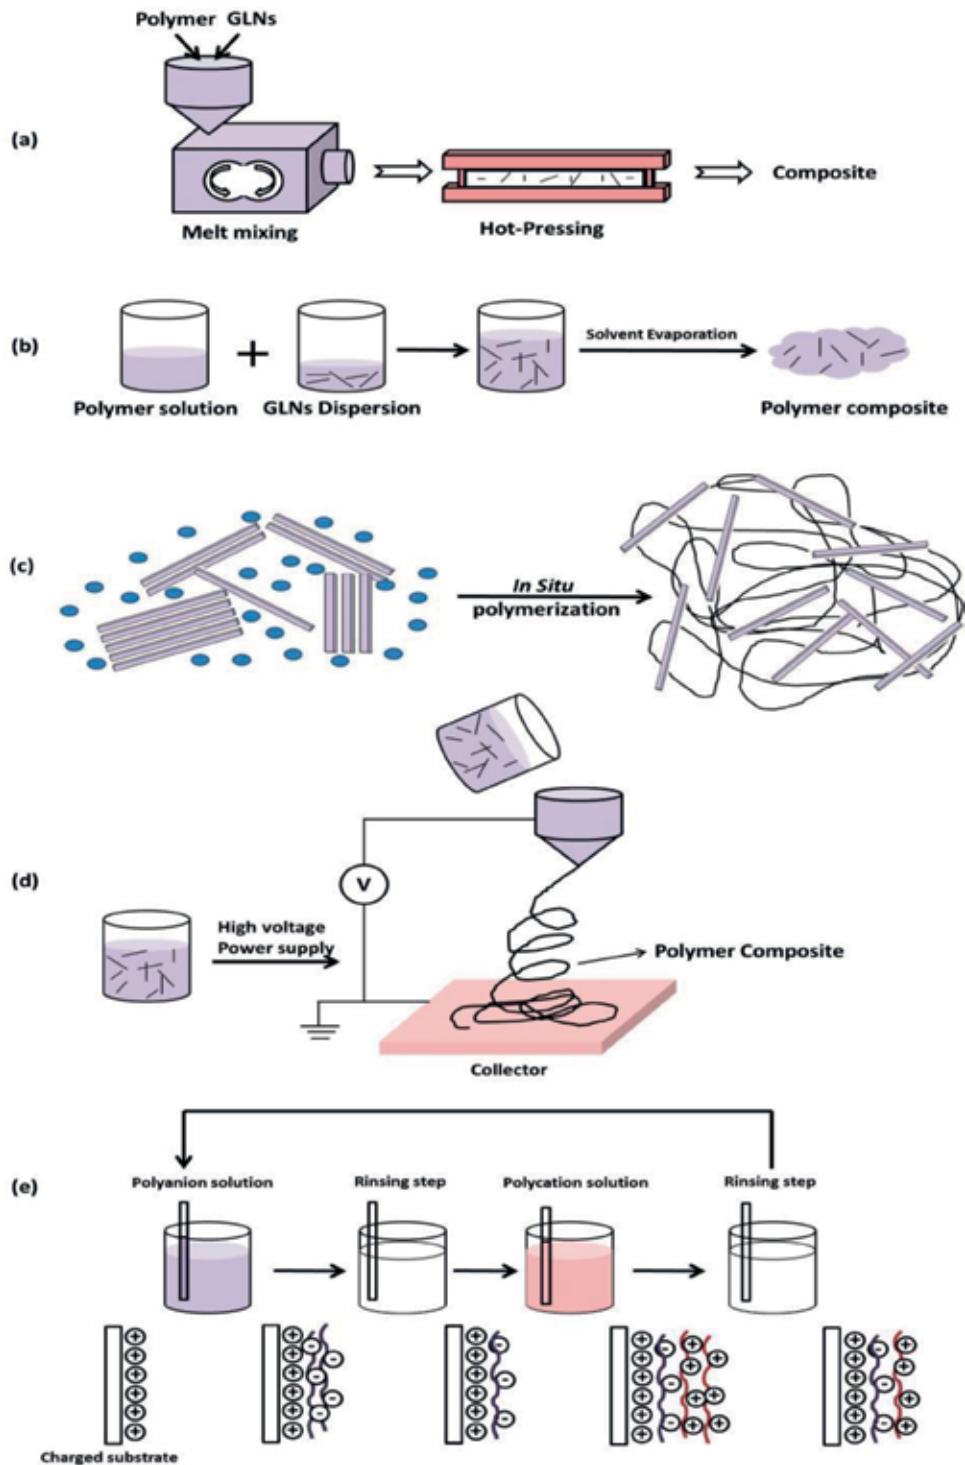 Polymer GLNs
(a)
Composite
Melt mixing
Hot-Pressing
(b)
Solvent Evaporation
Polymer solution
GLNs Dispersion
Polymer composite
(c)
In Situ
polymerization
(d)
V
High voltage
Power supply
Polymer Composite
Collector
(e)
Polyanion solution
Rinsing step
Polycation solution
Rinsing step
Charged substrate